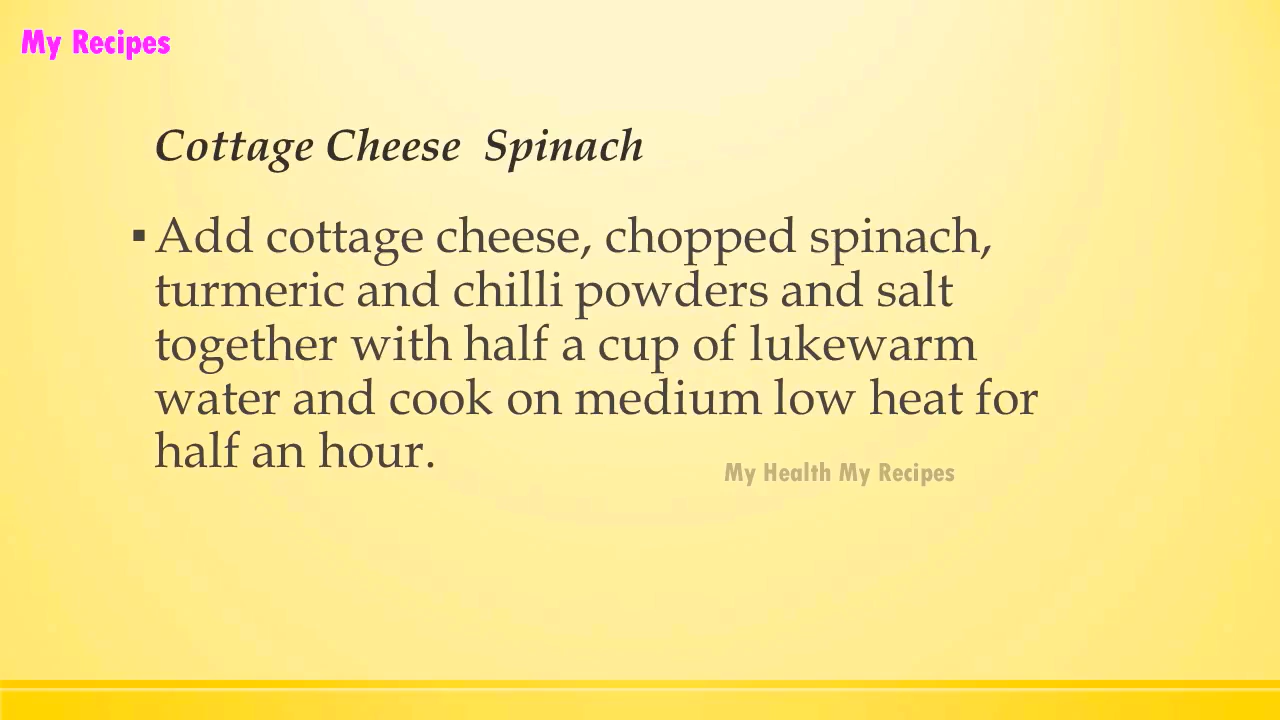 My Recipes
Cottage Cheese Spinach
▪ Add cottage cheese, chopped spinach,
turmeric and chilli powders and salt
together with half a cup of lukewarm
water and cook on medium low heat for
half an hour.
My Health My Recipes